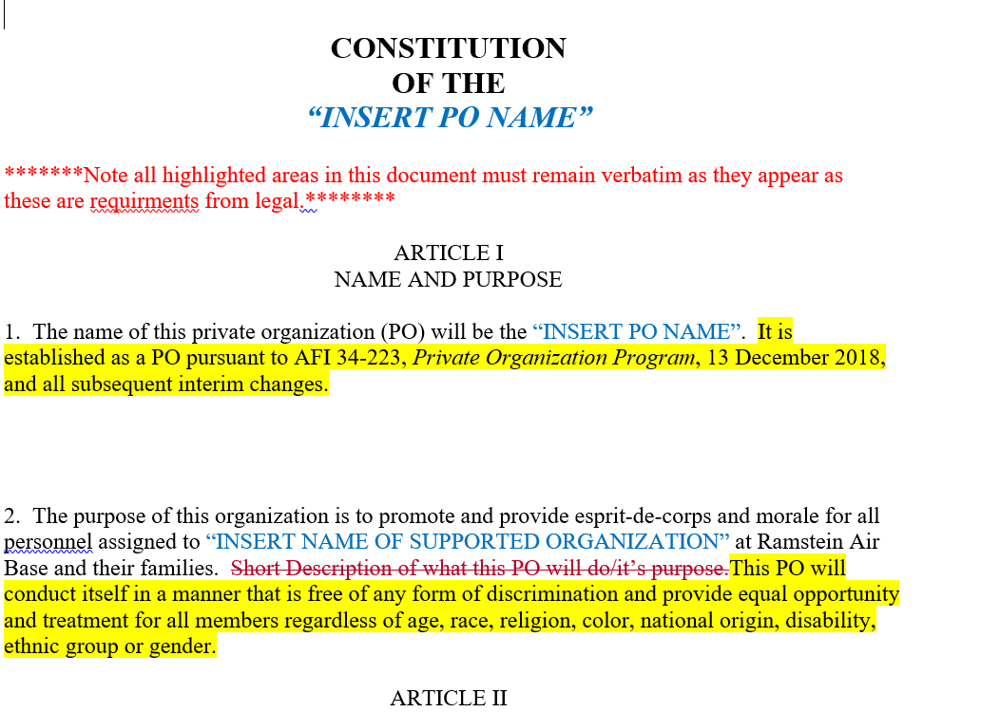 CONSTITUTION
OF THE
“INSERT PO NAME”
*******Note all highlighted areas in this document must remain verbatim as they appear as
these are requirments from legal.********
ARTICLE I
NAME AND PURPOSE
1.  The name of this private organization (PO) will be the “INSERT PO NAME”.  It is
established as a PO pursuant to AFI 34-223, Private Organization Program, 13 December 2018,
and all subsequent interim changes.
2.  The purpose of this organization is to promote and provide esprit-de-corps and morale for all
personnel assigned to “INSERT NAME OF SUPPORTED ORGANIZATION” at Ramstein Air
Base and their families.  Short Description of what this PO will do/it’s purpose.This PO will
conduct itself in a manner that is free of any form of discrimination and provide equal opportunity
and treatment for all members regardless of age, race, religion, color, national origin, disability,
ethnic group or gender.
ARTICLE II